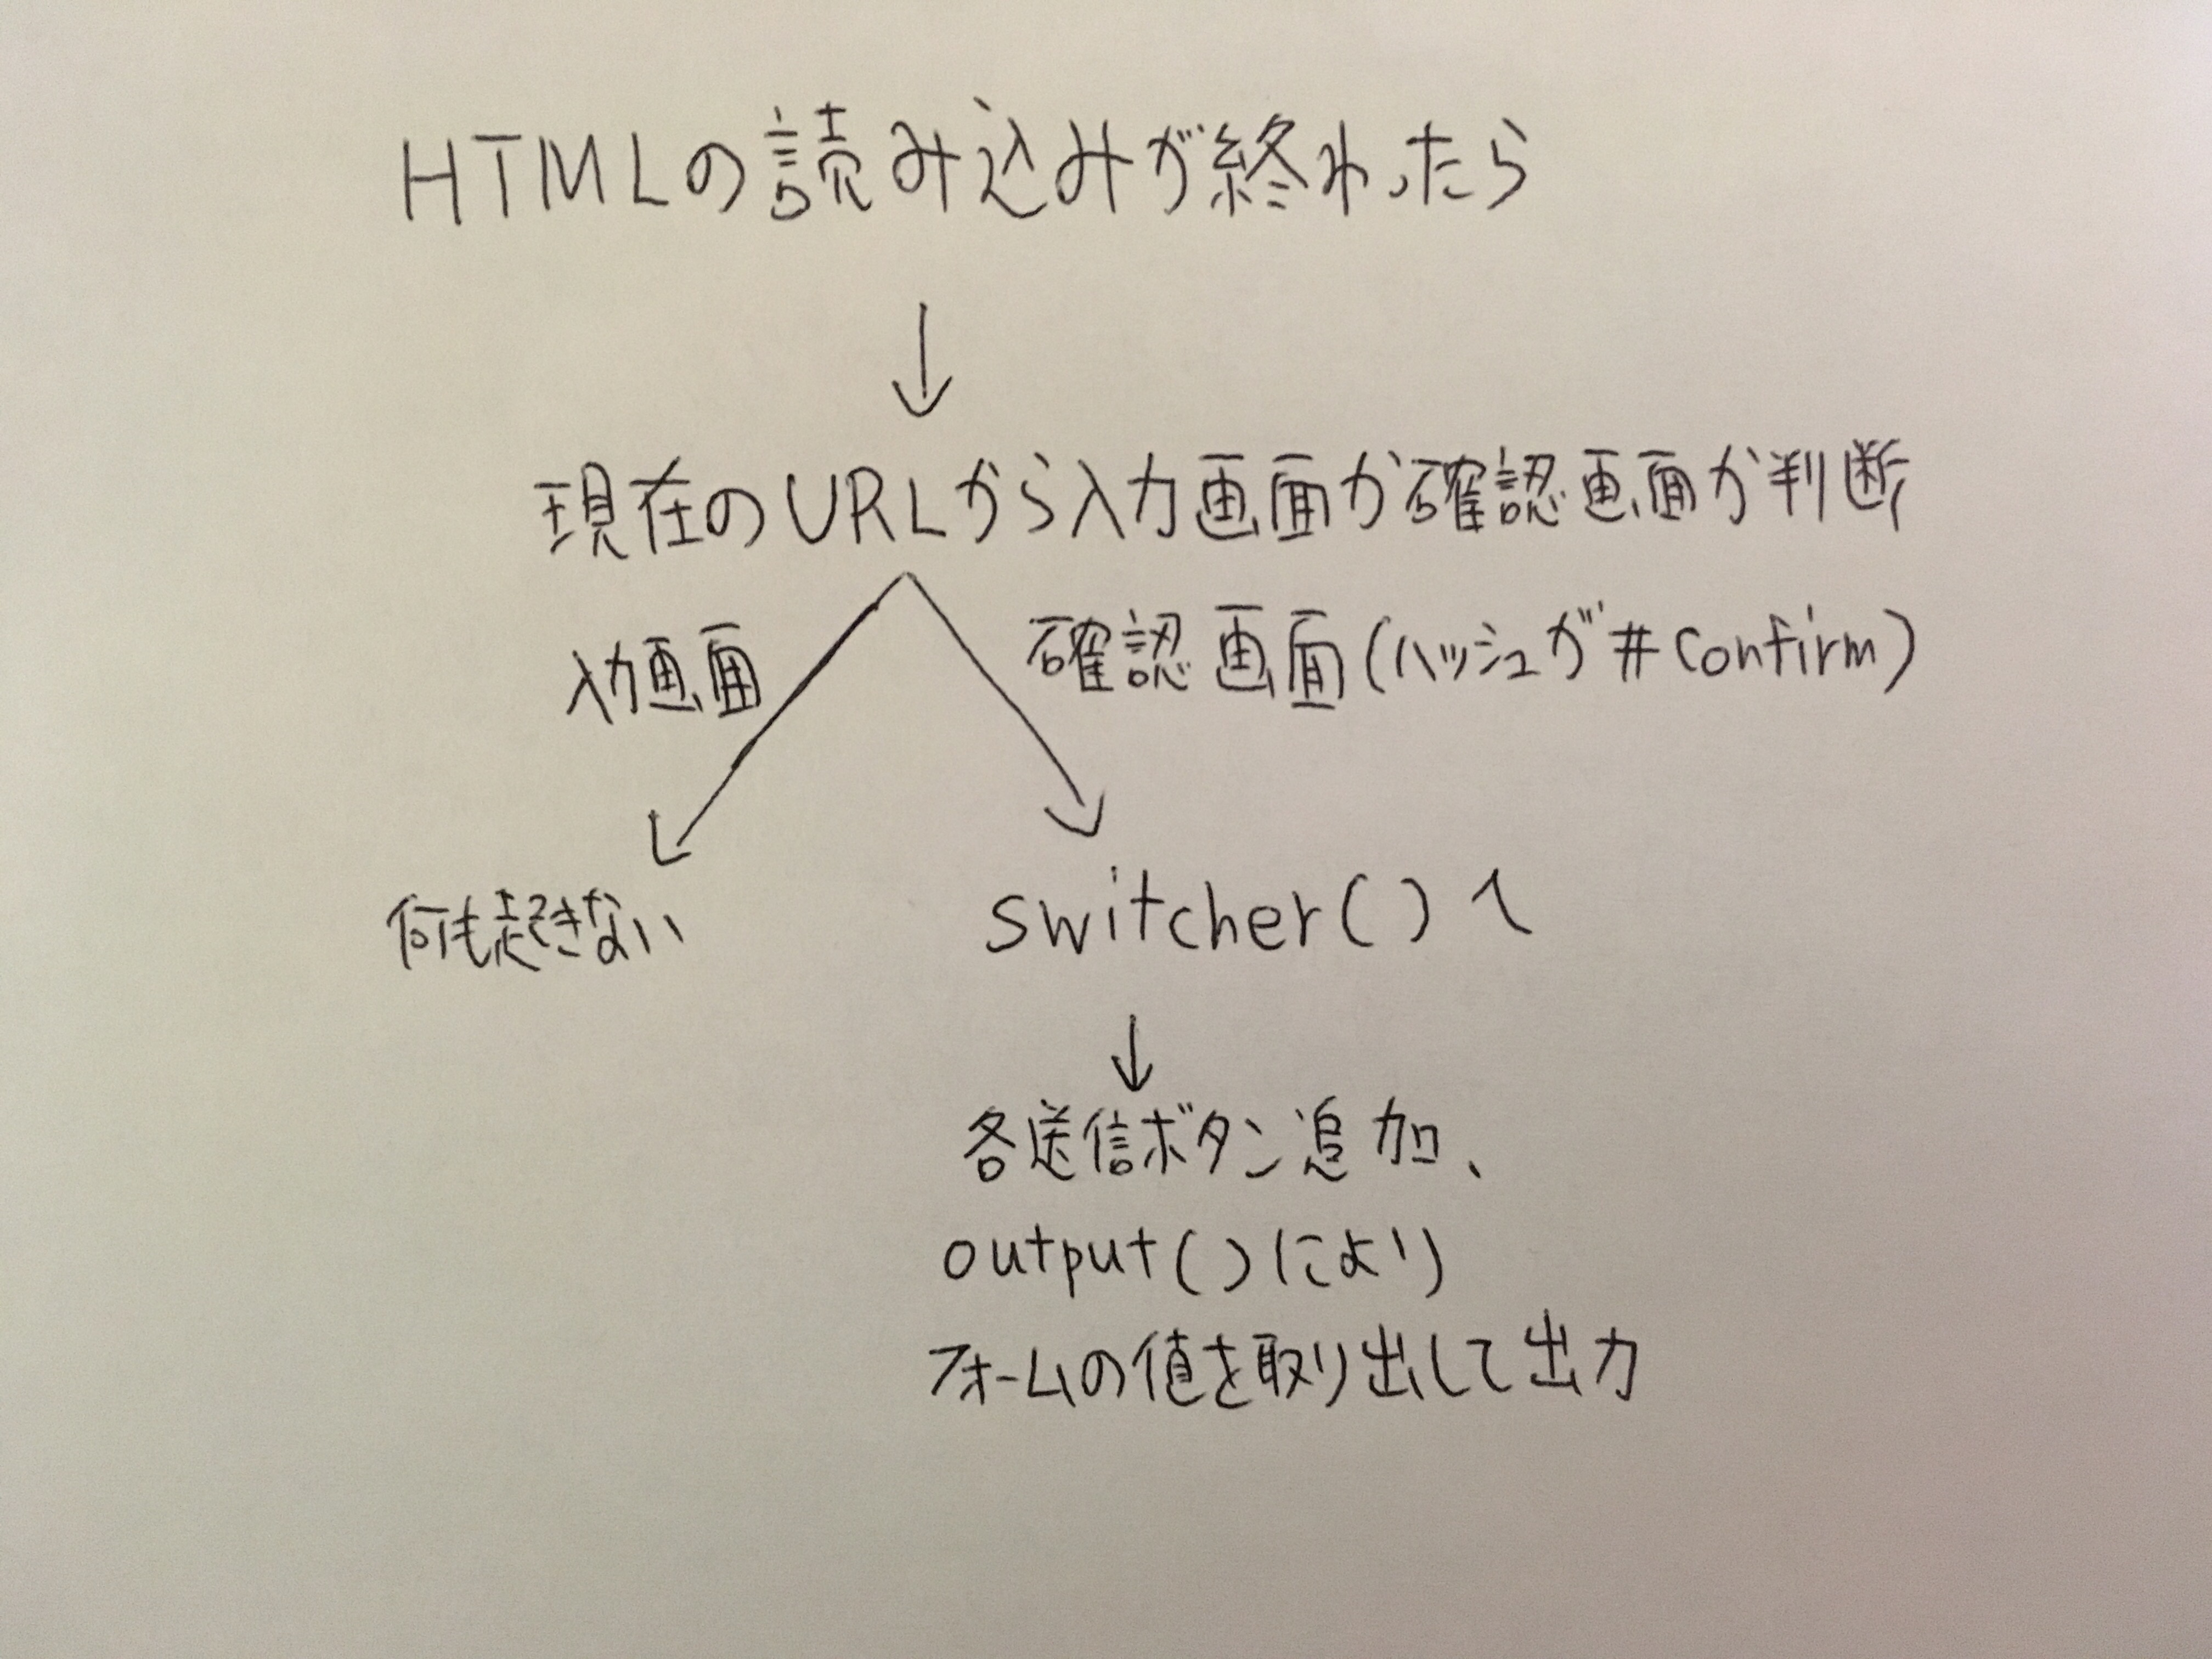 HTMLの読み込みが終わったら
↓
現在のURLから入力画面か確認画面か判断
入力画面
確認画面(ハッシュが#confirm)
何も起きない
switcher()へ
↓
各送信ボタン追加、
output()により
フォームの値を取り出して出力